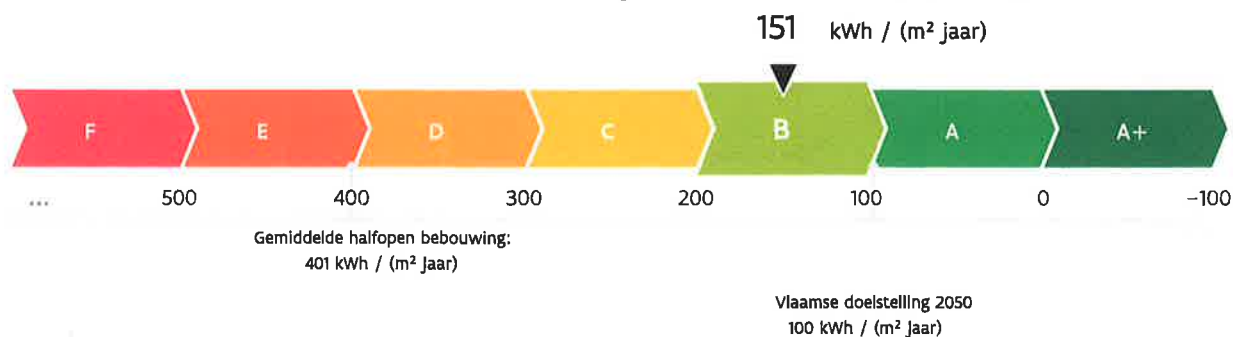 151 kWh / (m² jaar)
F E D C B A A+
... 500 400 300 200 100 0 −100
Gemiddelde halfopen bebouwing:
401 kWh / (m² jaar)
Vlaamse doelstelling 2050
100 kWh / (m² jaar)